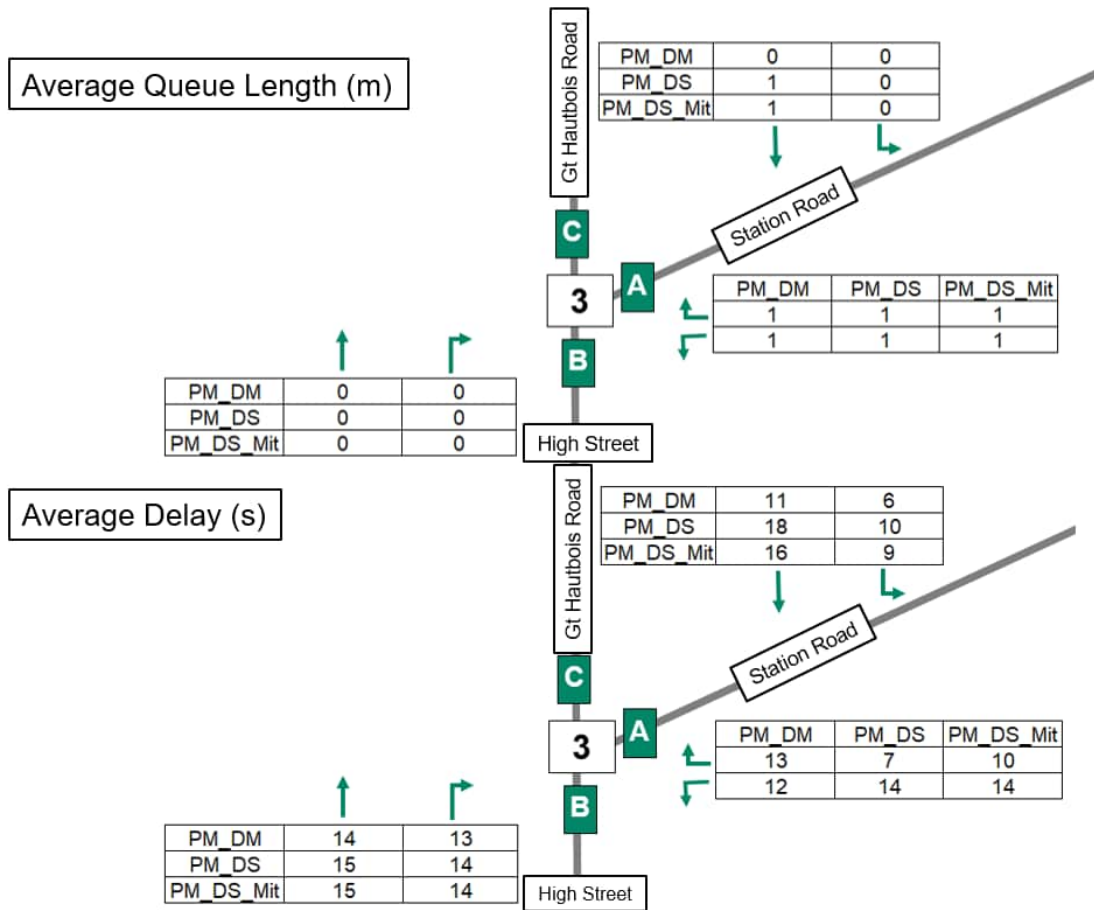 Average Queue Length (m)
Gt Hautbois Road
PM_DM 0 0
PM_DS 1 0
PM_DS_Mit 1 0
Station Road
C
A
3
B
PM_DM PM_DS PM_DS_Mit
1 1 1
1 1 1
PM_DM 0 0
PM_DS 0 0
PM_DS_Mit 0 0
High Street
Average Delay (s)
Gt Hautbois Road
PM_DM 11 6
PM_DS 18 10
PM_DS_Mit 16 9
Station Road
C
A
3
B
PM_DM PM_DS PM_DS_Mit
13 7 10
12 14 14
PM_DM 14 13
PM_DS 15 14
PM_DS_Mit 15 14
High Street